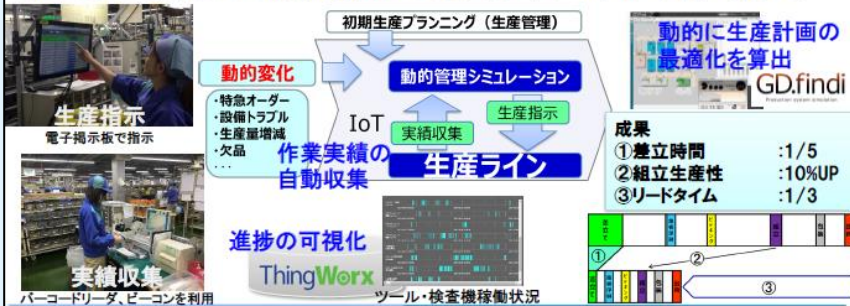 初期生産プランニング（生産管理）
動的変化
・特急オーダー
・設備トラブル
・生産量増減
・欠品
・・・
IoT
動的管理シミュレーション
実績収集
生産指示
生産ライン
作業実績の
自動収集
動的に生産計画の
最適化を算出
GD.findi
Production system simulation
生産指示
電子掲示板で指示
実績収集
バーコードリーダ、ビーコンを利用
進捗の可視化
ThingWorx
ツール・検査機稼働状況
成果
①差立時間 :1/5
②組立生産性 :10%UP
③リードタイム :1/3
①
②
③